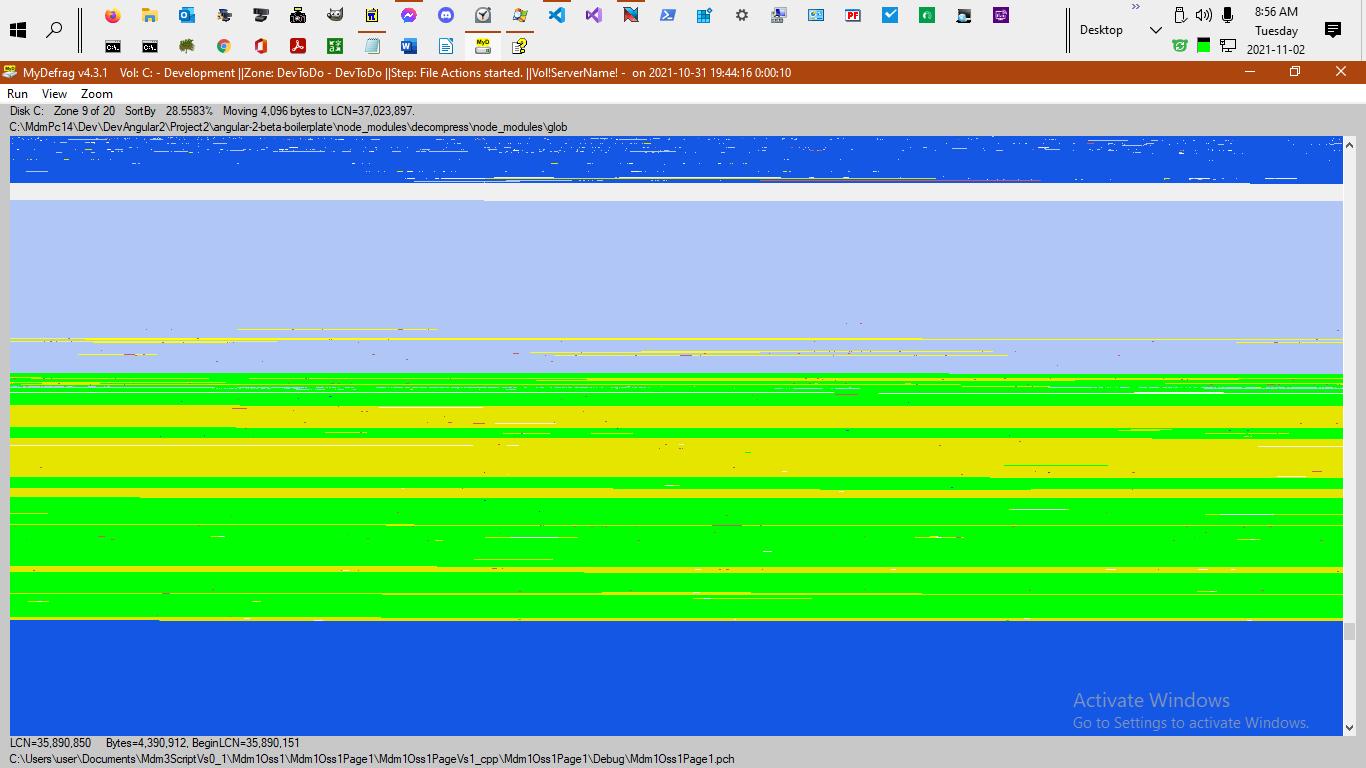 8:56 AM
Desktop
Tuesday
2021-11-02
MyDefrag v4.3.1 Vol: C: - Development ||Zone: DevToDo - DevToDo ||Step: File Actions started. ||Vol!ServerName! - on 2021-10-31 19:44:16 0:00:10
Run View Zoom
Disk C: Zone 9 of 20 SortBy 28.5583% Moving 4,096 bytes to LCN=37,023,897.
C:\MdmPc14\Dev\DevAngular2\Project2\angular-2-beta-boilerplate\node_modules\decompress\node_modules\glob
Activate Windows
Go to Settings to activate Windows.
LCN=35,890,850 Bytes=4,390,912, BeginLCN=35,890,151
C:\Users\user\Documents\Mdm3ScriptVs0_1\Mdm1Oss1\Mdm1Oss1Page1\Mdm1Oss1PageVs1_cpp\Mdm1Oss1Page1\Debug\Mdm1Oss1Page1.pch